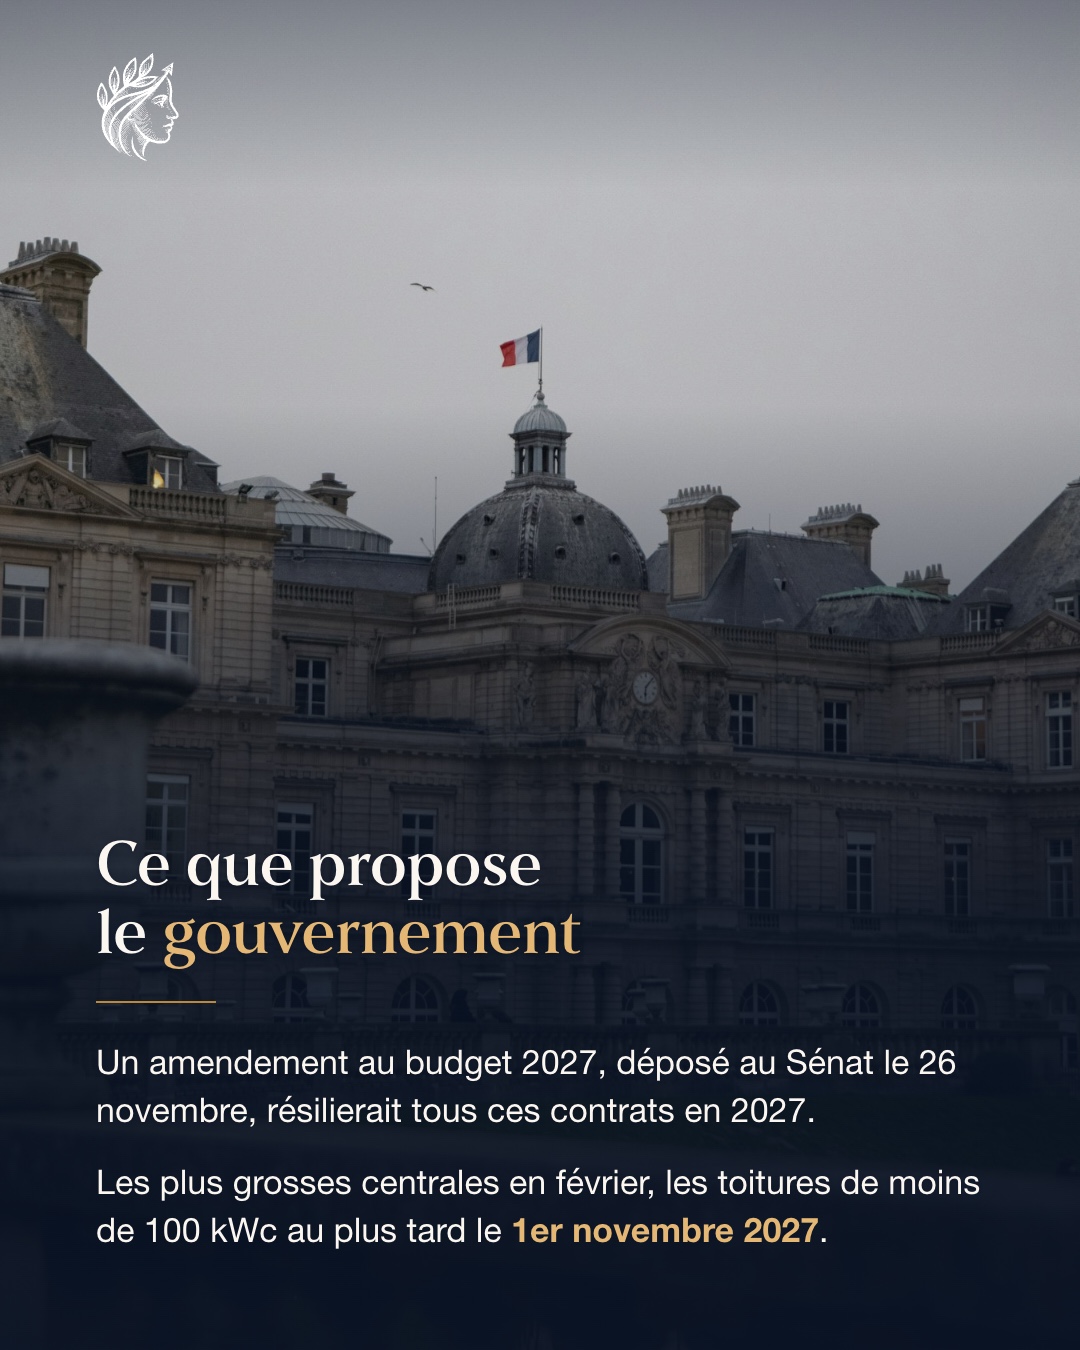 Ce que propose
le gouvernement
Un amendement au budget 2027, déposé au Sénat le 26
novembre, résilierait tous ces contrats en 2027.
Les plus grosses centrales en février, les toitures de moins
de 100 kWc au plus tard le 1er novembre 2027.